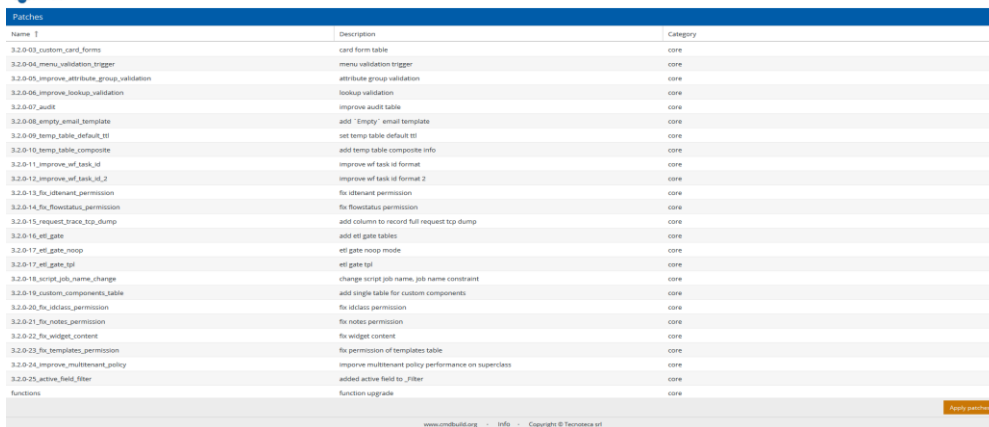 Patches
Name ↑ Description Category
3.2.0-03_custom_card_forms card form table core
3.2.0-04_menu_validation_trigger menu validation trigger core
3.2.0-05_improve_attribute_group_validation attribute group validation core
3.2.0-06_improve_lookup_validation lookup validation core
3.2.0-07_audit improve audit table core
3.2.0-08_empty_email_template add `Empty` email template core
3.2.0-09_temp_table_default_ttl set temp table default ttl core
3.2.0-10_temp_table_composite add temp table composite info core
3.2.0-11_improve_wf_task_id improve wf task id format core
3.2.0-12_improve_wf_task_id_2 improve wf task id format 2 core
3.2.0-13_fix_idtenant_permission fix idtenant permission core
3.2.0-14_fix_flowstatus_permission fix flowstatus permission core
3.2.0-15_request_trace_tcp_dump add column to record full request tcp dump core
3.2.0-16_etl_gate add etl gate tables core
3.2.0-17_etl_gate_noop etl gate noop mode core
3.2.0-17_etl_gate_tpl etl gate tpl core
3.2.0-18_script_job_name_change change script job name, job name constraint core
3.2.0-19_custom_components_table add single table for custom components core
3.2.0-20_fix_idclass_permission fix idclass permission core
3.2.0-21_fix_notes_permission fix notes permission core
3.2.0-22_fix_widget_content fix widget content core
3.2.0-23_fix_templates_permission fix permission of templates table core
3.2.0-24_improve_multitenant_policy imporve multitenant policy performance on superclass core
3.2.0-25_active_field_filter added active field to _Filter core
functions function upgrade core
Apply patches
www.cmdbuild.org - Info - Copyright © Tecnoteca srl